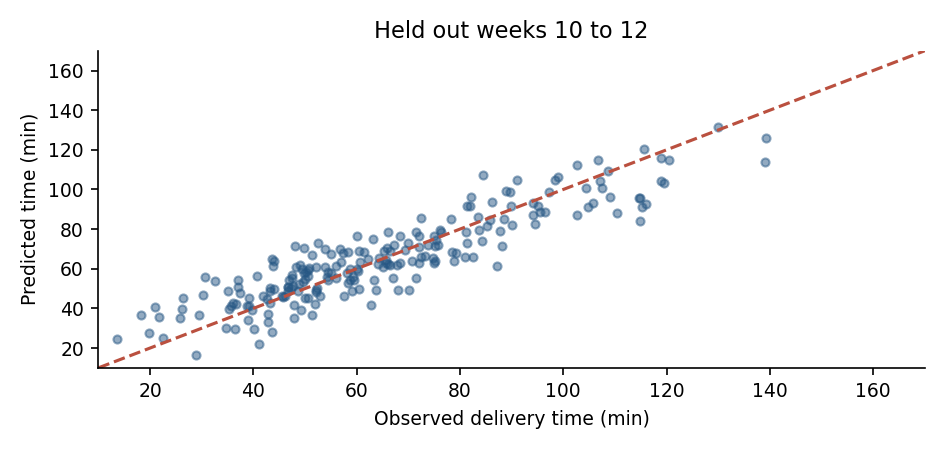 Held out weeks 10 to 12
Predicted time (min)
160
140
120
100
80
60
40
20
20 40 60 80 100 120 140 160
Observed delivery time (min)